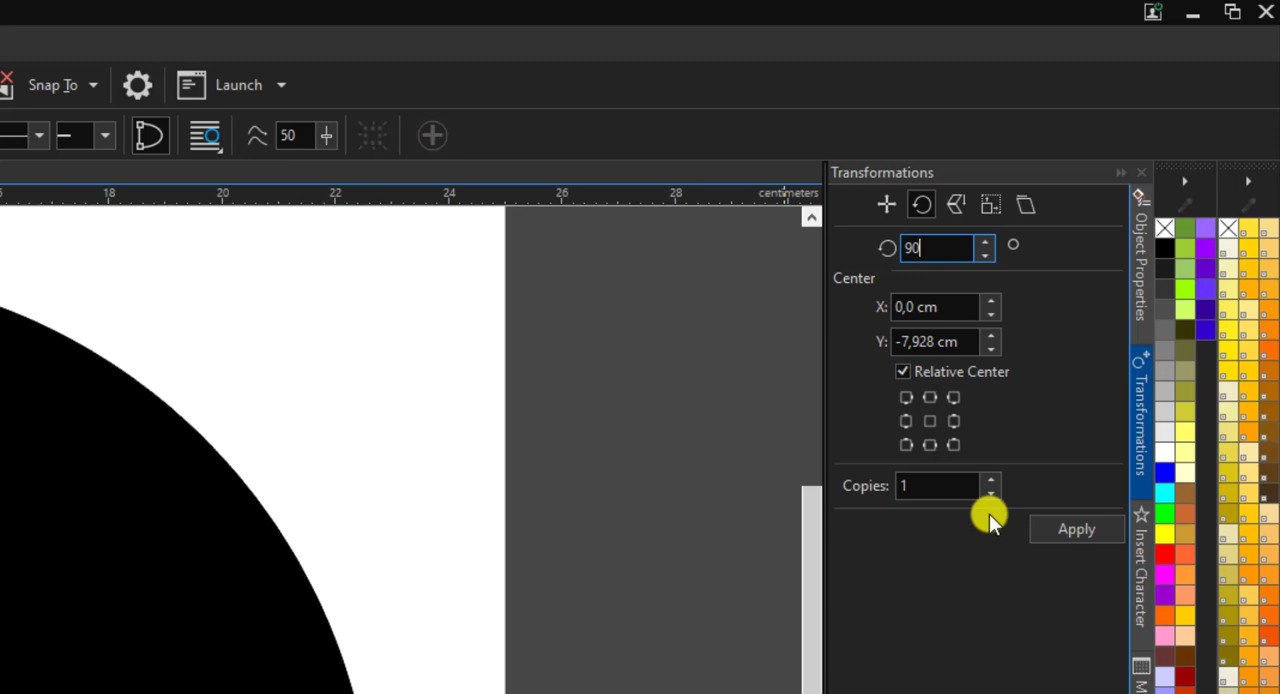 Snap To
Launch
50
18 20 22 24 26 28 centimeters
Transformations
90
Center
X: 0,0 cm
Y: -7,928 cm
Relative Center
Copies: 1
Apply
Object Properties
Transformations
Insert Character